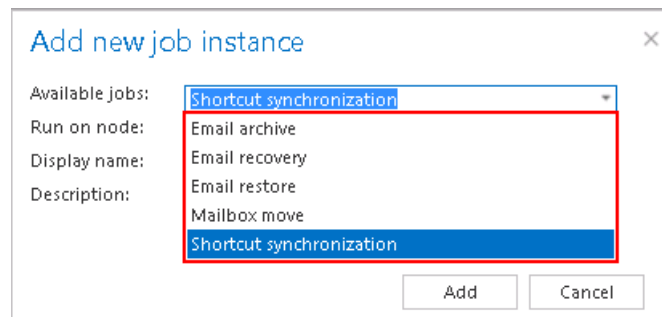 Add new job instance
Available jobs: Shortcut synchronization
Run on node: Email archive
Display name: Email recovery
Email restore
Description: Mailbox move
Shortcut synchronization
Add Cancel